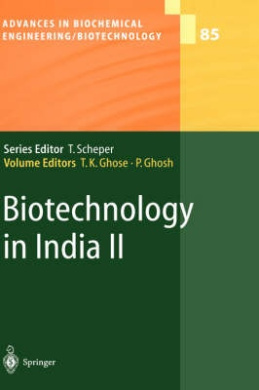 ADVANCES IN BIOCHEMICAL
ENGINEERING/BIOTECHNOLOGY
85
Series Editor T. Scheper
Volume Editors T. K. Ghose · P. Ghosh
Biotechnology
in India II
Springer